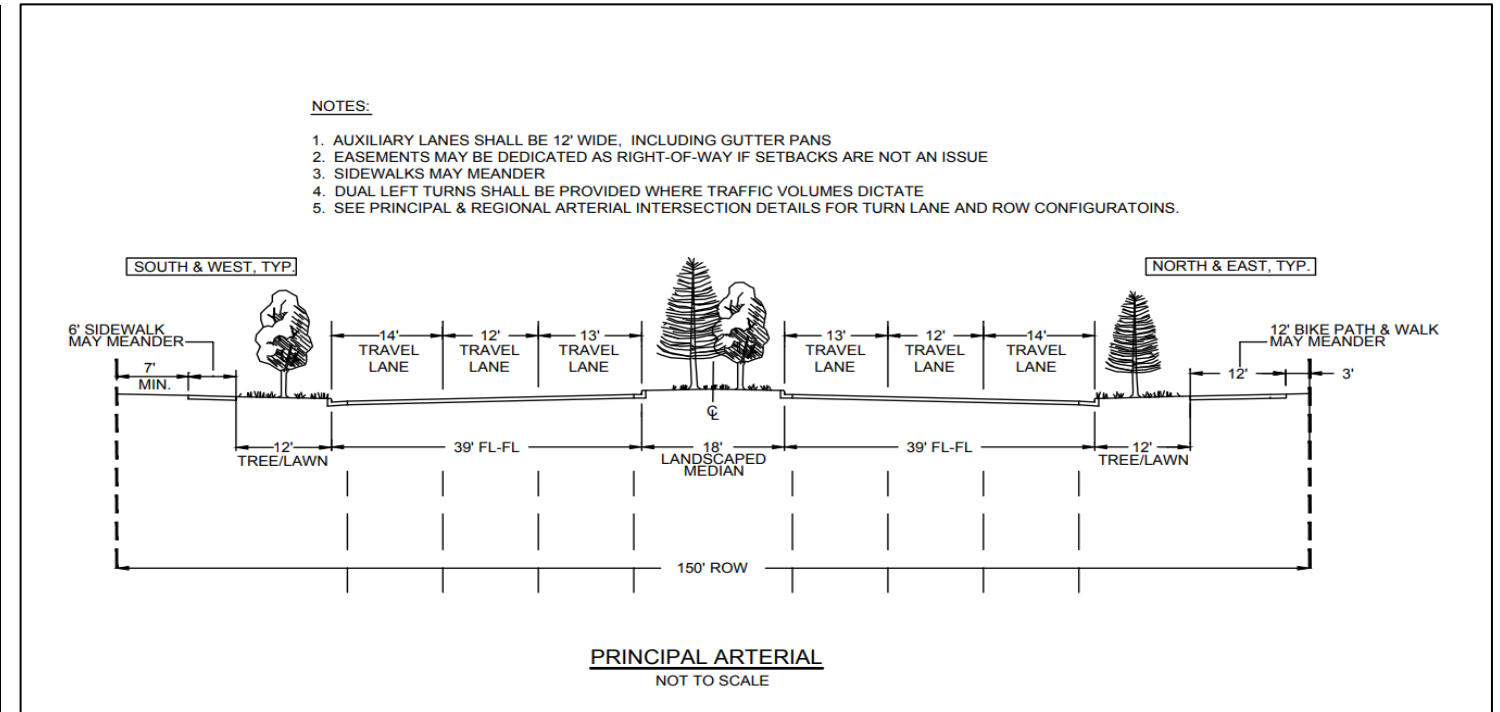 NOTES:
1. AUXILIARY LANES SHALL BE 12' WIDE, INCLUDING GUTTER PANS
2. EASEMENTS MAY BE DEDICATED AS RIGHT-OF-WAY IF SETBACKS ARE NOT AN ISSUE
3. SIDEWALKS MAY MEANDER
4. DUAL LEFT TURNS SHALL BE PROVIDED WHERE TRAFFIC VOLUMES DICTATE
5. SEE PRINCIPAL & REGIONAL ARTERIAL INTERSECTION DETAILS FOR TURN LANE AND ROW CONFIGURATOINS.
SOUTH & WEST, TYP.
NORTH & EAST, TYP.
6' SIDEWALK
MAY MEANDER
7'
MIN.
14'
TRAVEL
LANE
12'
TRAVEL
LANE
13'
TRAVEL
LANE
13'
TRAVEL
LANE
12'
TRAVEL
LANE
14'
TRAVEL
LANE
12' BIKE PATH & WALK
MAY MEANDER
12'
3'
CL
12'
TREE/LAWN
39' FL-FL
18'
LANDSCAPED
MEDIAN
39' FL-FL
12'
TREE/LAWN
150' ROW
PRINCIPAL ARTERIAL
NOT TO SCALE